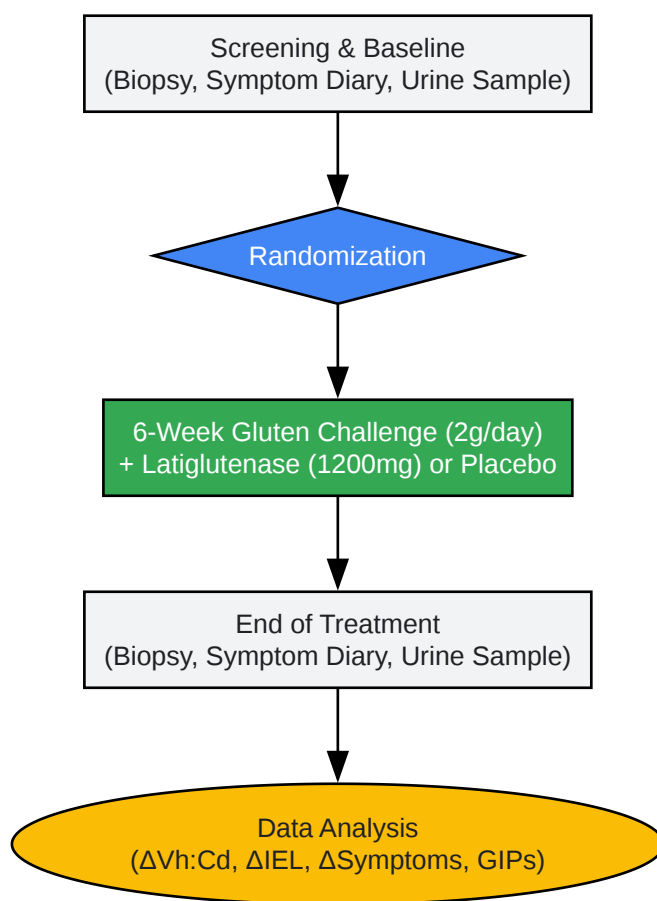 Screening & Baseline
(Biopsy, Symptom Diary, Urine Sample)
Randomization
6-Week Gluten Challenge (2g/day)
+ Latiglutenase (1200mg) or Placebo
End of Treatment
(Biopsy, Symptom Diary, Urine Sample)
Data Analysis
(ΔVh:Cd, ΔIEL, ΔSymptoms, GIPs)